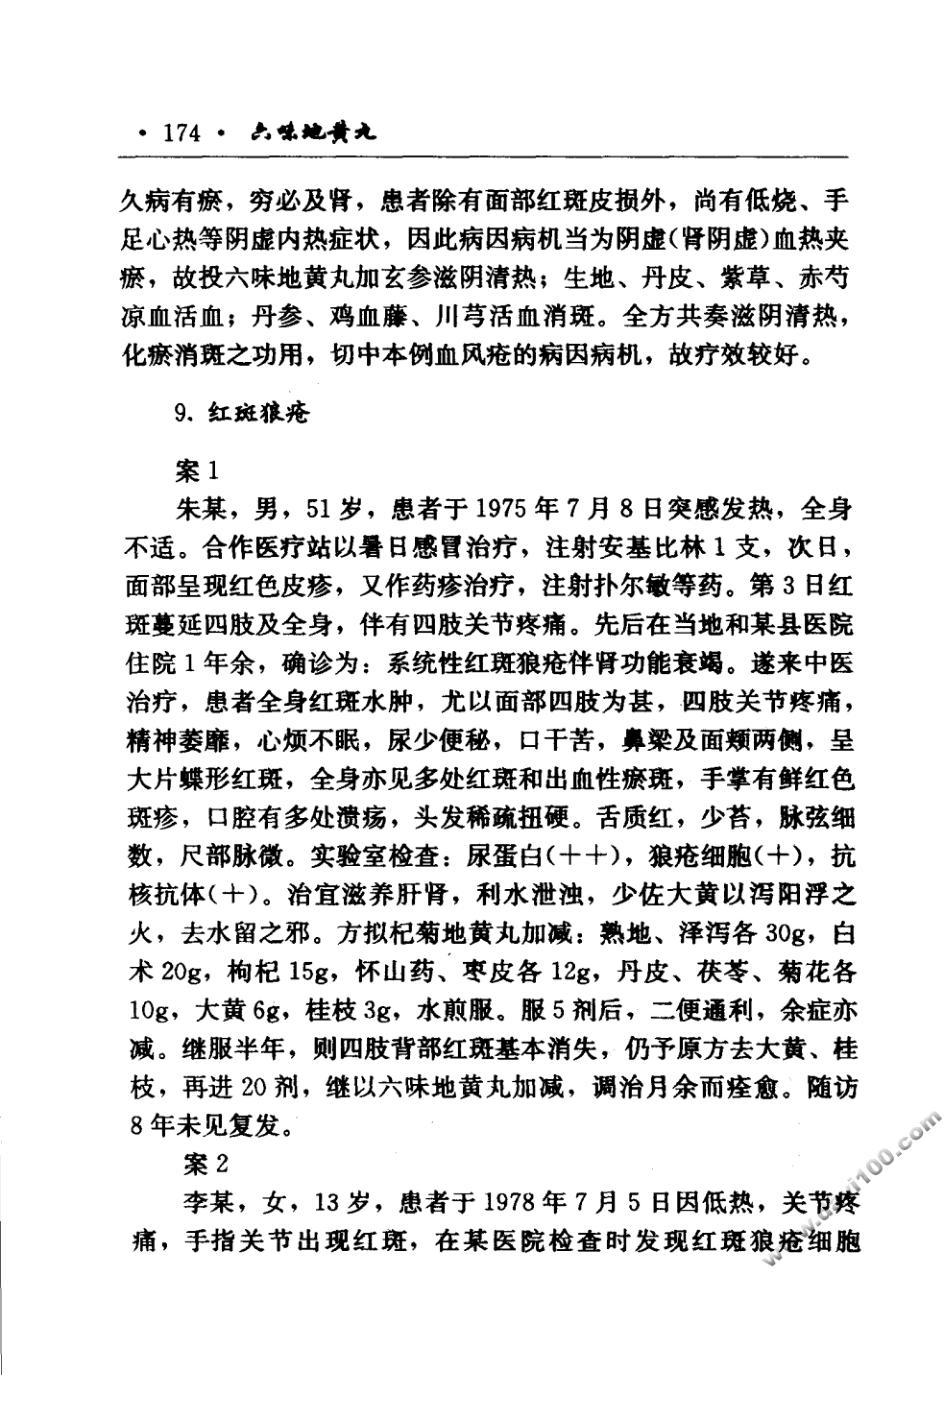 · 174 · 六味地黄丸
久病有瘀，穷必及肾，患者除有面部红斑皮损外，尚有低烧、手
足心热等阴虚内热症状，因此病因病机当为阴虚(肾阴虚)血热夹
瘀，故投六味地黄丸加玄参滋阴清热；生地、丹皮、紫草、赤芍
凉血活血；丹参、鸡血藤、川芎活血消斑。全方共奏滋阴清热，
化瘀消斑之功用，切中本例血风疮的病因病机，故疗效较好。
9. 红斑狼疮
案 1
朱某，男，51 岁，患者于 1975 年 7 月 8 日突感发热，全身
不适。合作医疗站以暑日感冒治疗，注射安基比林 1 支，次日，
面部呈现红色皮疹，又作药疹治疗，注射扑尔敏等药。第 3 日红
斑蔓延四肢及全身，伴有四肢关节疼痛。先后在当地和某县医院
住院 1 年余，确诊为：系统性红斑狼疮伴肾功能衰竭。遂来中医
治疗，患者全身红斑水肿，尤以面部四肢为甚，四肢关节疼痛，
精神萎靡，心烦不眠，尿少便秘，口干苦，鼻梁及面颊两侧，呈
大片蝶形红斑，全身亦见多处红斑和出血性瘀斑，手掌有鲜红色
斑疹，口腔有多处溃疡，头发稀疏扭硬。舌质红，少苔，脉弦细
数，尺部脉微。实验室检查：尿蛋白(++)，狼疮细胞(+)，抗
核抗体(+)。治宜滋养肝肾，利水泄浊，少佐大黄以泻阳浮之
火，去水留之邪。方拟杞菊地黄丸加减：熟地、泽泻各 30g，白
术 20g，枸杞 15g，怀山药、枣皮各 12g，丹皮、茯苓、菊花各
10g，大黄 6g，桂枝 3g，水煎服。服 5 剂后，二便通利，余症亦
减。继服半年，则四肢背部红斑基本消失，仍予原方去大黄、桂
枝，再进 20 剂，继以六味地黄丸加减，调治月余而痊愈。随访
8 年未见复发。
案 2
李某，女，13 岁，患者于 1978 年 7 月 5 日因低热，关节疼
痛，手指关节出现红斑，在某医院检查时发现红斑狼疮细胞